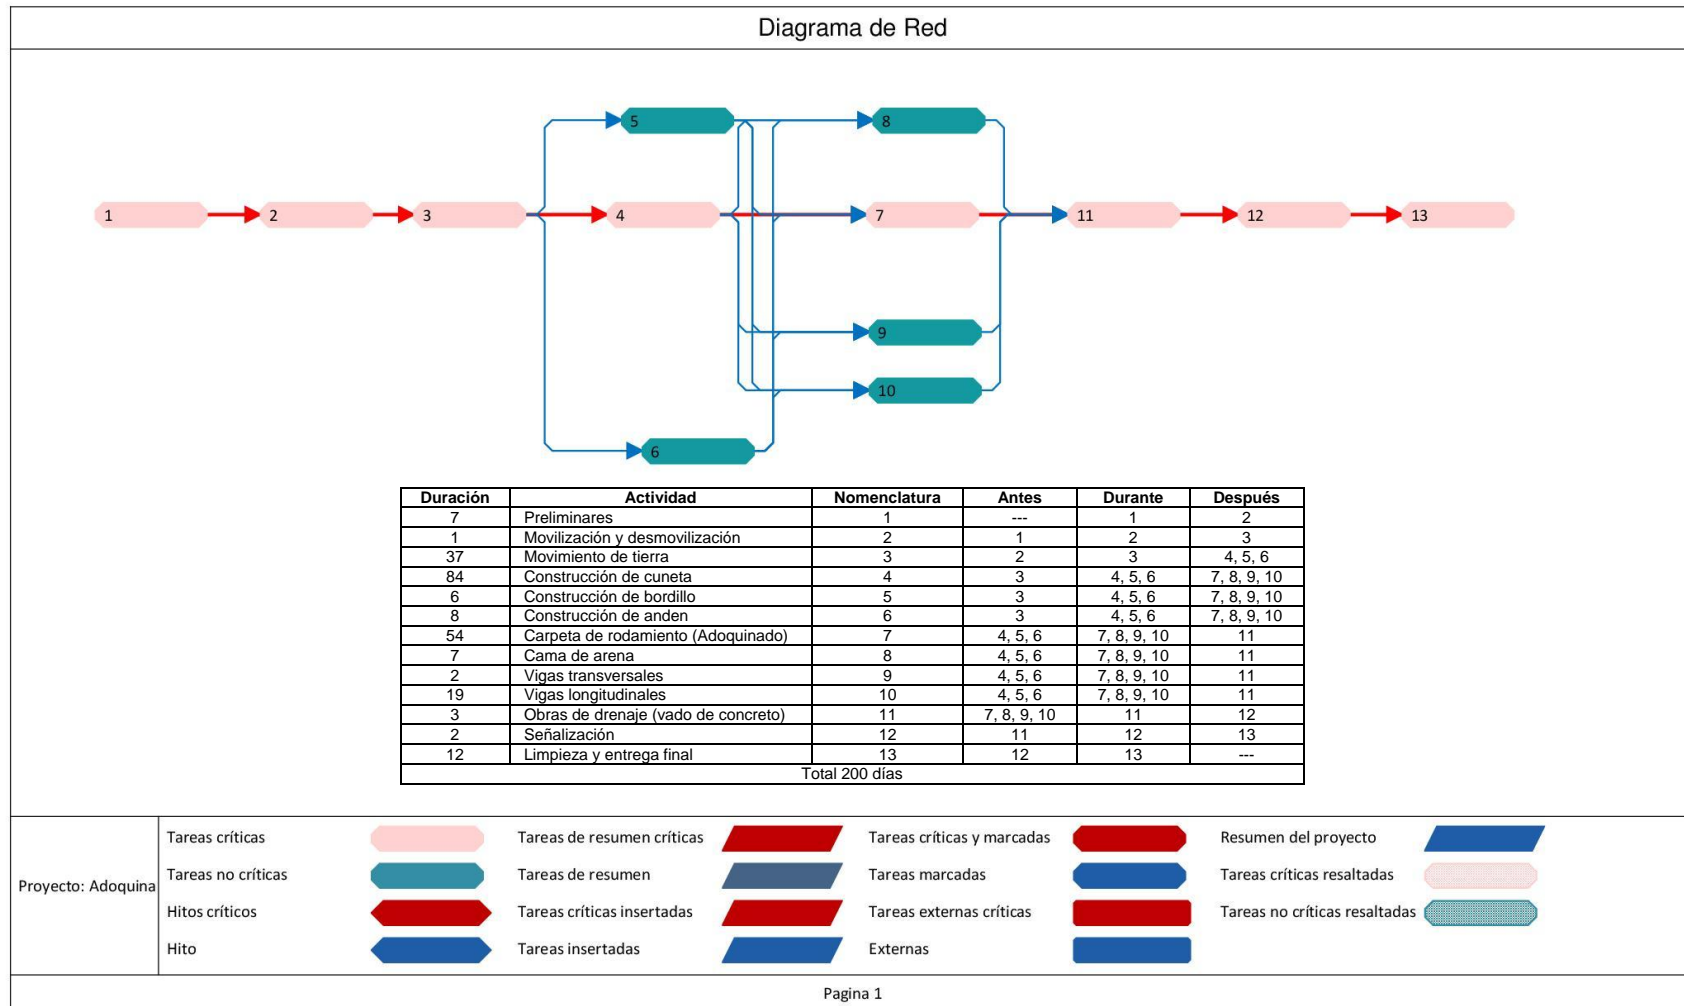 Diagrama de Red
5
8
1
2
3
4
7
11
12
13
9
10
6
Duración Actividad Nomenclatura Antes Durante Después
7 Preliminares 1 --- 1 2
1 Movilización y desmovilización 2 1 2 3
37 Movimiento de tierra 3 2 3 4, 5, 6
84 Construcción de cuneta 4 3 4, 5, 6 7, 8, 9, 10
6 Construcción de bordillo 5 3 4, 5, 6 7, 8, 9, 10
8 Construcción de anden 6 3 4, 5, 6 7, 8, 9, 10
54 Carpeta de rodamiento (Adoquinado) 7 4, 5, 6 7, 8, 9, 10 11
7 Cama de arena 8 4, 5, 6 7, 8, 9, 10 11
2 Vigas transversales 9 4, 5, 6 7, 8, 9, 10 11
19 Vigas longitudinales 10 4, 5, 6 7, 8, 9, 10 11
3 Obras de drenaje (vado de concreto) 11 7, 8, 9, 10 11 12
2 Señalización 12 11 12 13
12 Limpieza y entrega final 13 12 13 ---
Total 200 días
Proyecto: Adoquina
Tareas críticas Tareas de resumen críticas Tareas críticas y marcadas Resumen del proyecto
Tareas no críticas Tareas de resumen Tareas marcadas Tareas críticas resaltadas
Hitos críticos Tareas críticas insertadas Tareas externas críticas Tareas no críticas resaltadas
Hito Tareas insertadas Externas
Pagina 1